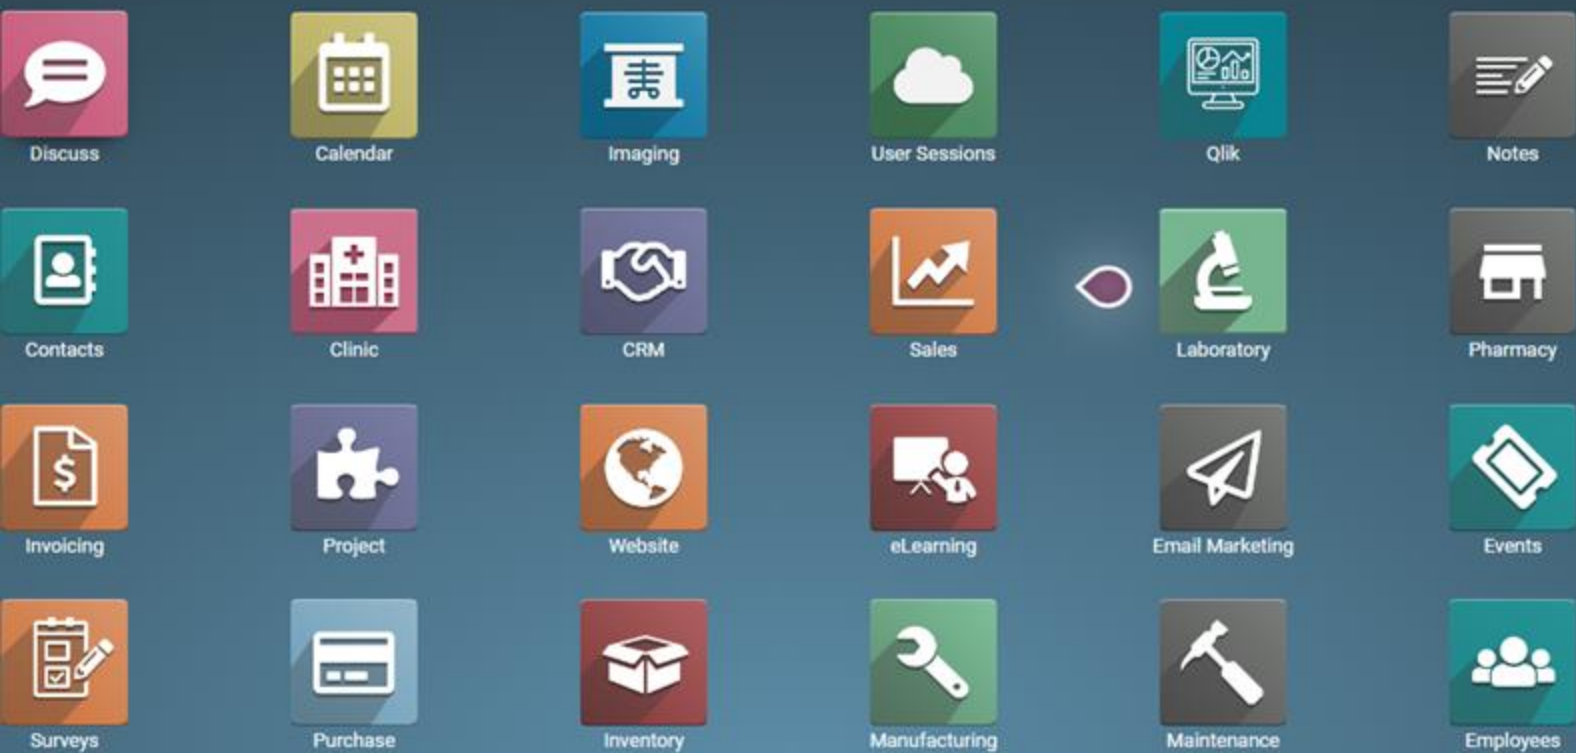 Discuss
Calendar
Imaging
User Sessions
Qlik
Notes
Contacts
Clinic
CRM
Sales
Laboratory
Pharmacy
Invoicing
Project
Website
eLearning
Email Marketing
Events
Surveys
Purchase
Inventory
Manufacturing
Maintenance
Employees